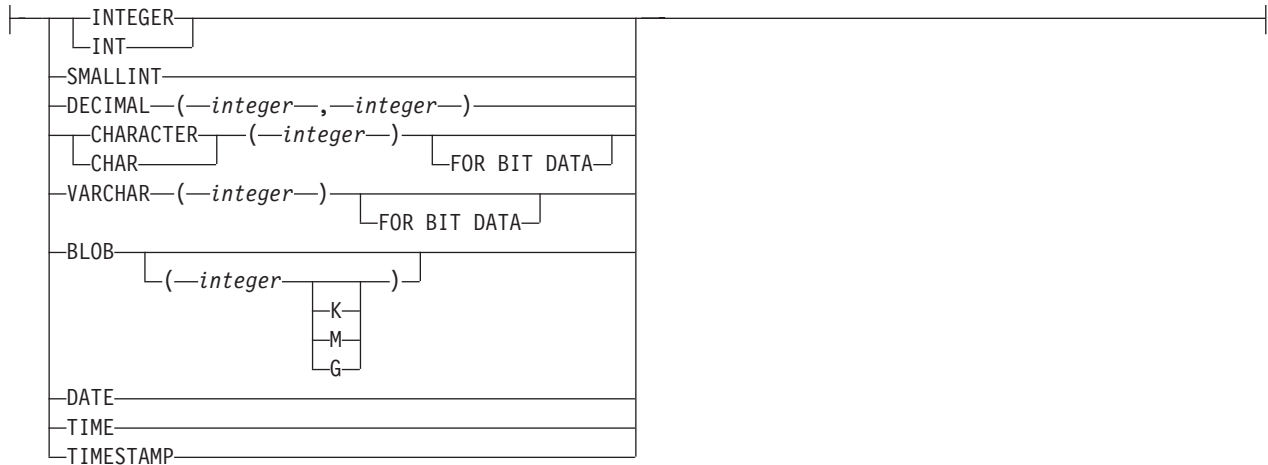 INTEGER
INT
SMALLINT
DECIMAL ( integer , integer )
CHARACTER ( integer )
CHAR FOR BIT DATA
VARCHAR ( integer )
FOR BIT DATA
BLOB
( integer )
K
M
G
DATE
TIME
TIMESTAMP